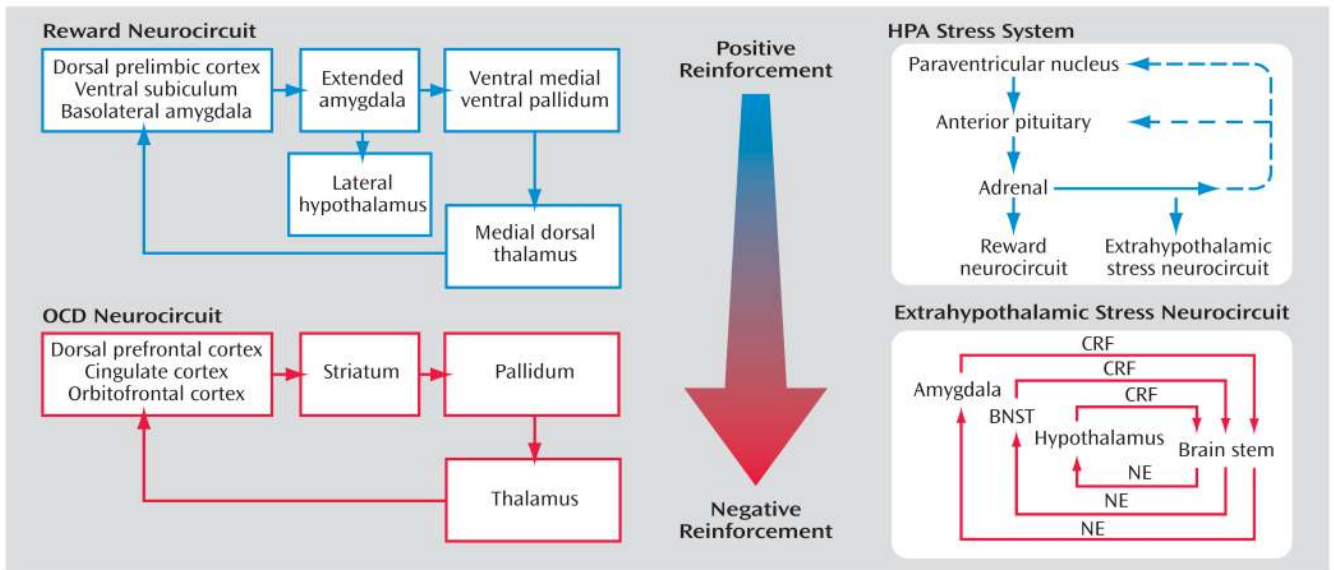 Reward Neurocircuit
Dorsal prelimbic cortex
Ventral subiculum
Basolateral amygdala
Extended
amygdala
Ventral medial
ventral pallidum
Lateral
hypothalamus
Medial dorsal
thalamus
OCD Neurocircuit
Dorsal prefrontal cortex
Cingulate cortex
Orbitofrontal cortex
Striatum
Pallidum
Thalamus
Positive
Reinforcement
Negative
Reinforcement
HPA Stress System
Paraventricular nucleus
Anterior pituitary
Adrenal
Reward
neurocircuit
Extrahypothalamic
stress neurocircuit
Extrahypothalamic Stress Neurocircuit
CRF
CRF
CRF
Amygdala
BNST
Hypothalamus
Brain stem
NE
NE
NE